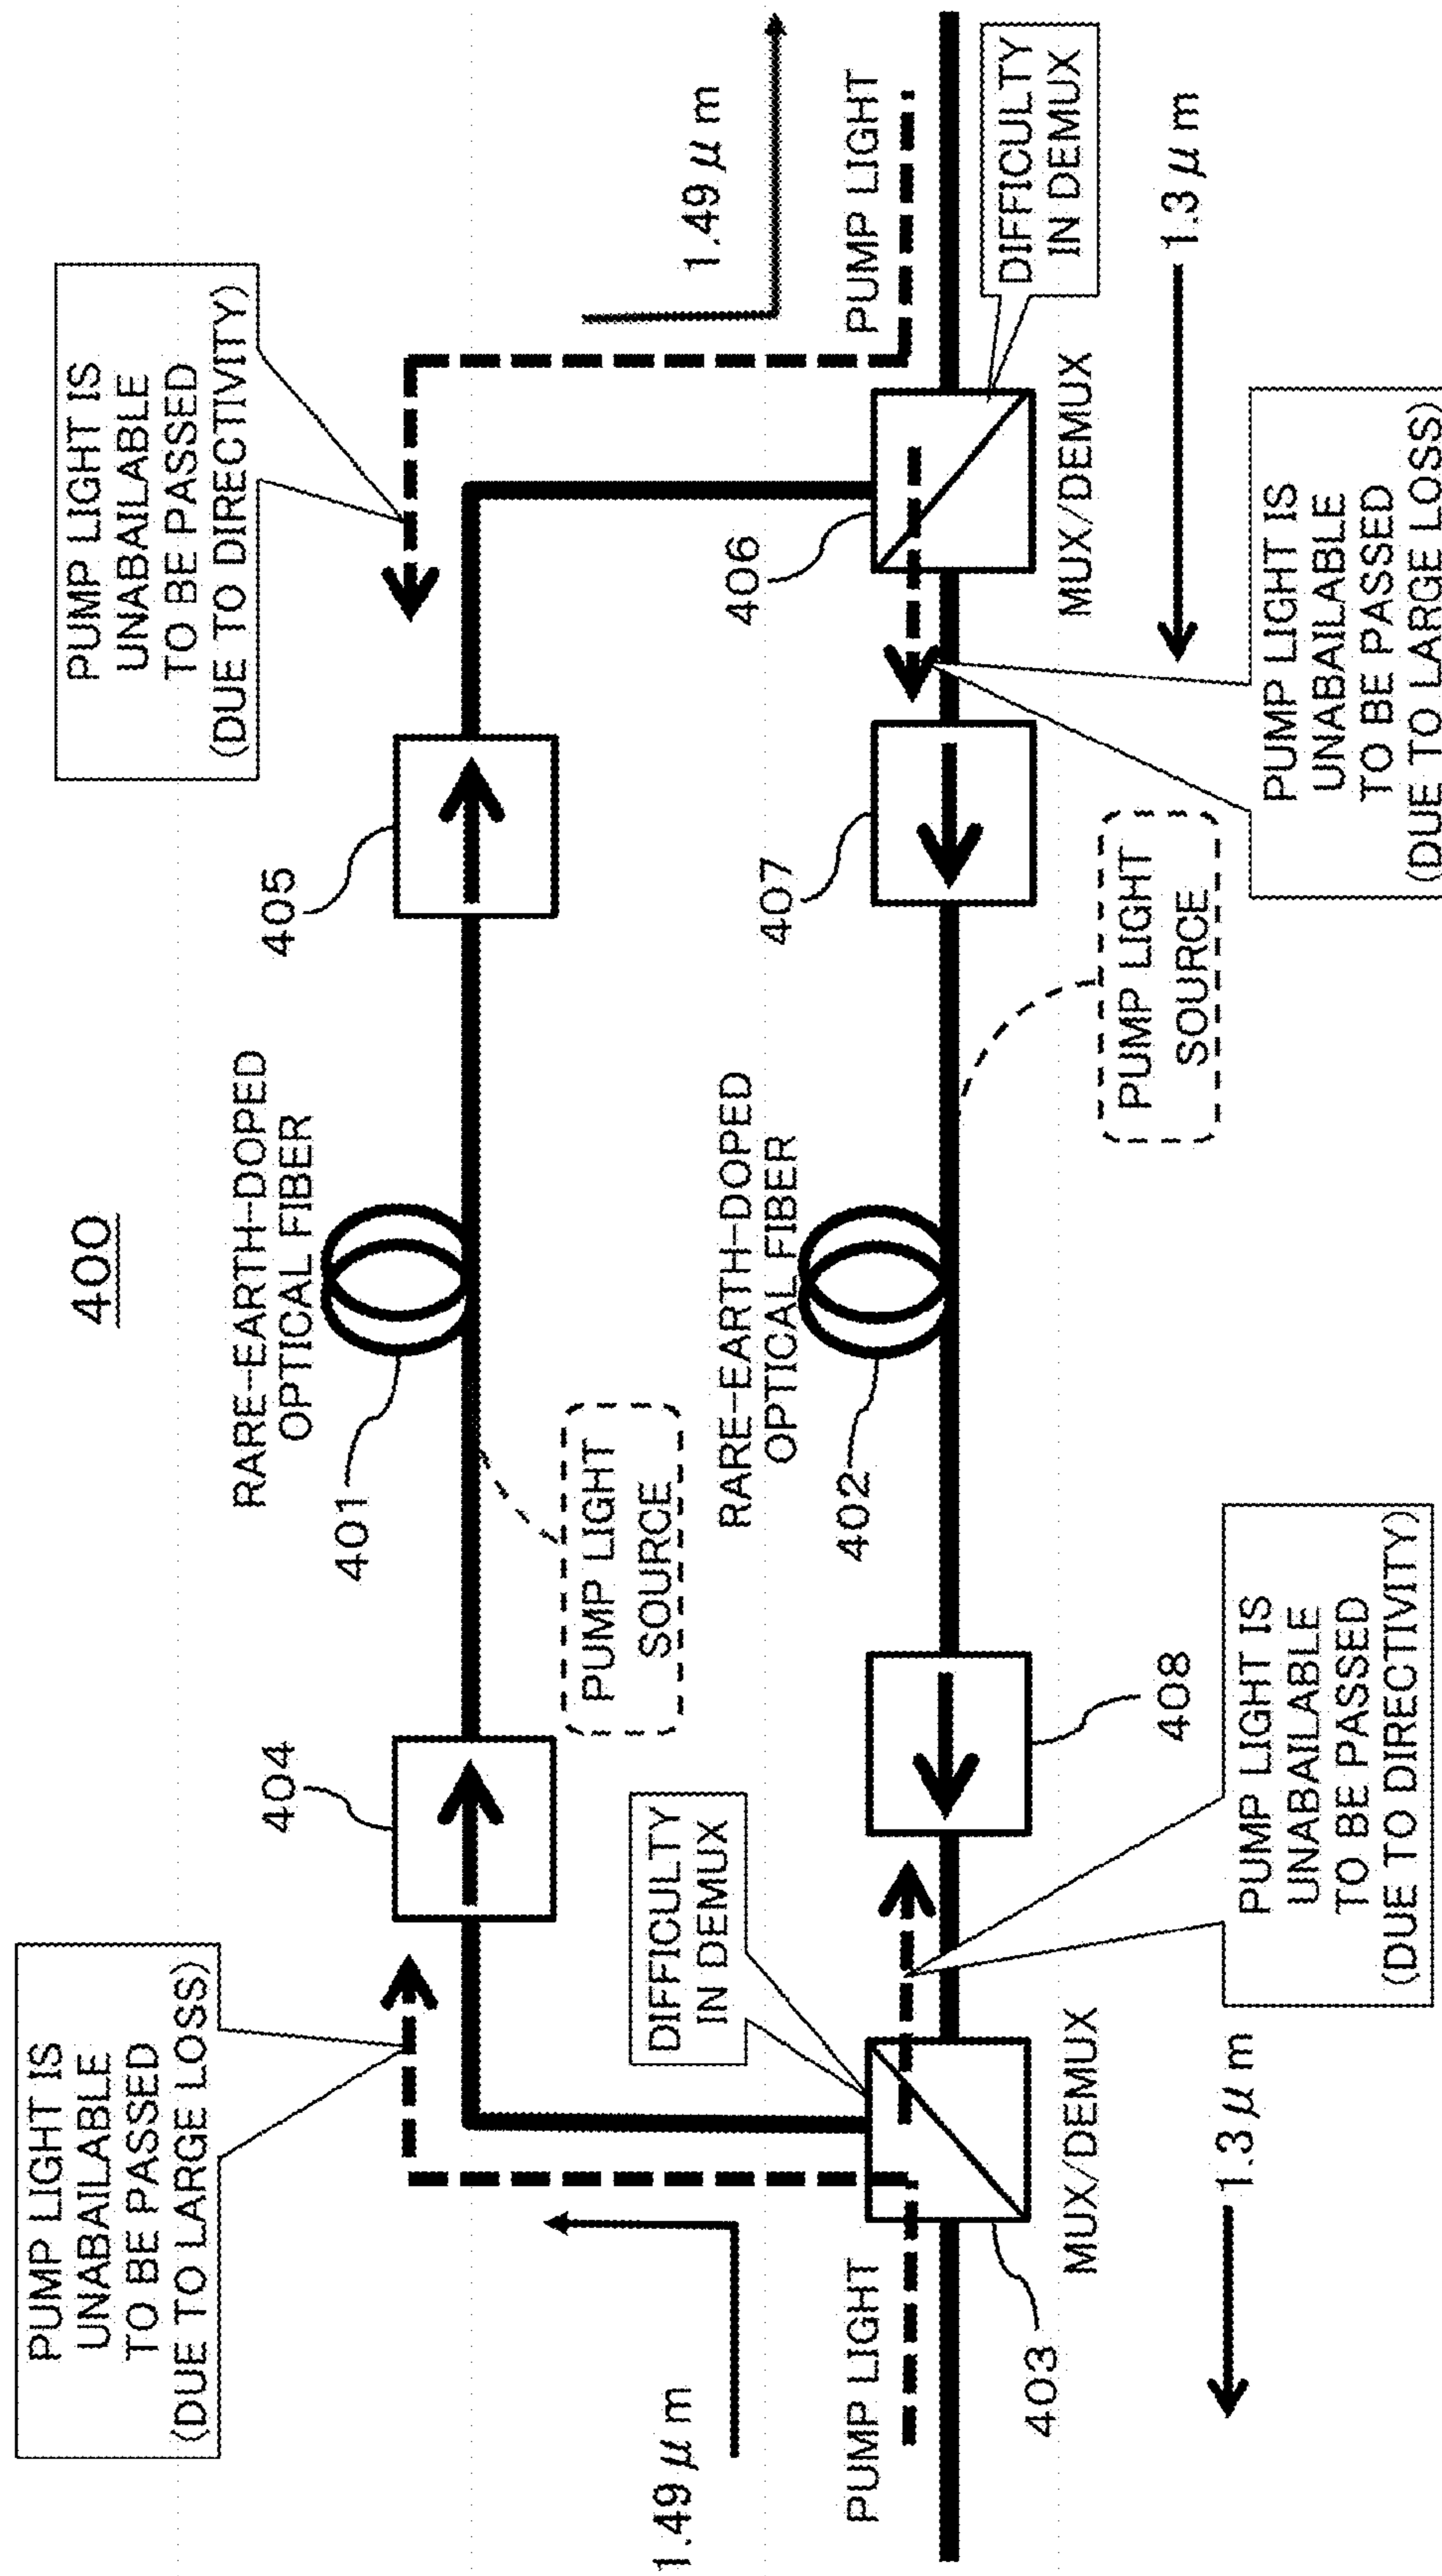 400
PUMP LIGHT IS
UNABAILABLE
TO BE PASSED
(DUE TO LARGE LOSS)
PUMP LIGHT IS
UNABAILABLE
TO BE PASSED
(DUE TO DIRECTIVITY)
404
RARE-EARTH-DOPED
OPTICAL FIBER
401
405
1.49μm
PUMP LIGHT
SOURCE
1.49μm
DIFFICULTY
IN DEMUX
RARE-EARTH-DOPED
OPTICAL FIBER
402
407
406
PUMP LIGHT
PUMP LIGHT
403
MUX/DEMUX
408
PUMP LIGHT
SOURCE
MUX/DEMUX
DIFFICULTY
IN DEMUX
1.3μm
PUMP LIGHT IS
UNABAILABLE
TO BE PASSED
(DUE TO DIRECTIVITY)
PUMP LIGHT IS
UNABAILABLE
TO BE PASSED
(DUE TO LARGE LOSS)
1.3μm